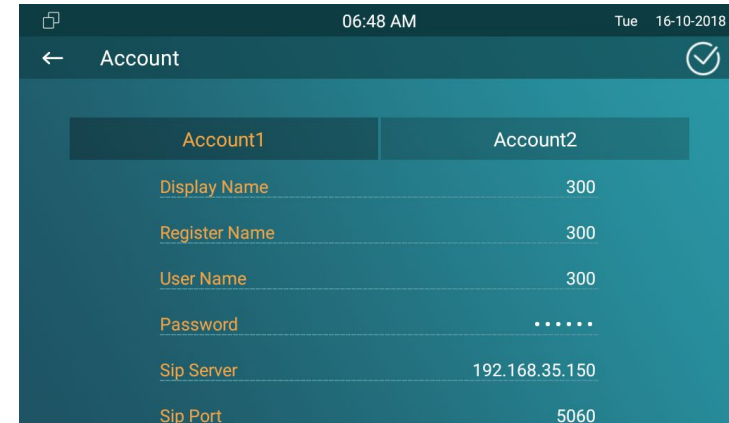 06:48 AM Tue 16-10-2018
Account
Account1 Account2
Display Name 300
Register Name 300
User Name 300
Password ••••••
Sip Server 192.168.35.150
Sip Port 5060